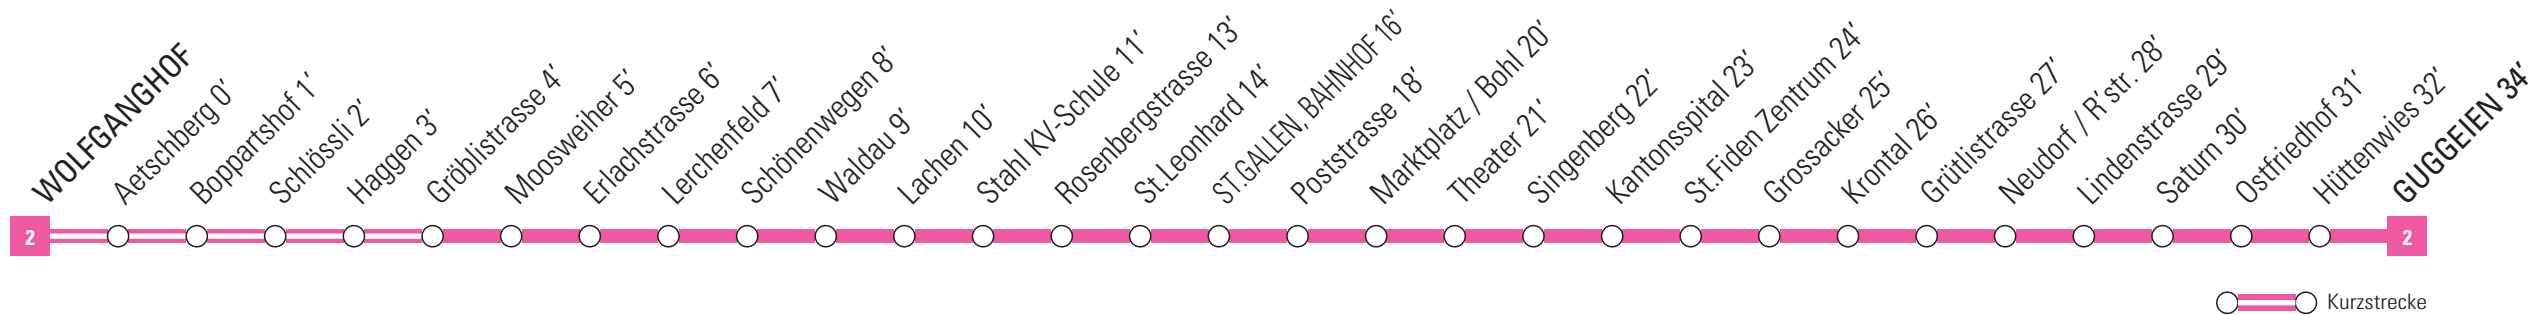 2
WOLFGANGHOF
Aetschberg 0′
Boppartshof 1′
Schlössli 2′
Haggen 3′
Gröblistrasse 4′
Moosweiher 5′
Erlachstrasse 6′
Lerchenfeld 7′
Schönenwegen 8′
Waldau 9′
Lachen 10′
Stahl KV-Schule 11′
Rosenbergstrasse 13′
St.Leonhard 14′
ST.GALLEN, BAHNHOF 16′
Poststrasse 18′
Marktplatz / Bohl 20′
Theater 21′
Singenberg 22′
Kantonsspital 23′
St.Fiden Zentrum 24′
Grossacker 25′
Krontal 26′
Grütlistrasse 27′
Neudorf / R′str. 28′
Lindenstrasse 29′
Saturn 30′
Ostfriedhof 31′
Hüttenwies 32′
GUGGEIEN 34′
2
Kurzstrecke